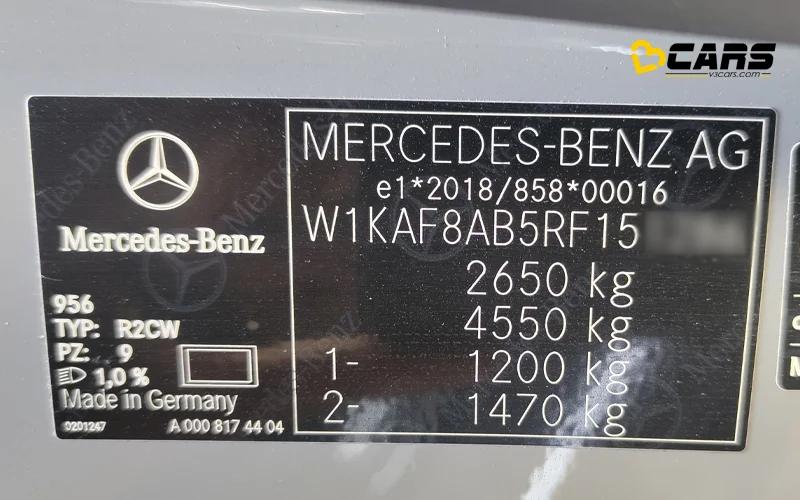 CARS
v3cars.com
Mercedes-Benz
956
TYP: R2CW
PZ: 9
1,0 %
Made in Germany
0201247 A 000 817 44 04
MERCEDES-BENZ AG
e1*2018/858*00016
W1KAF8AB5RF15
2650 kg
4550 kg
1- 1200 kg
2- 1470 kg